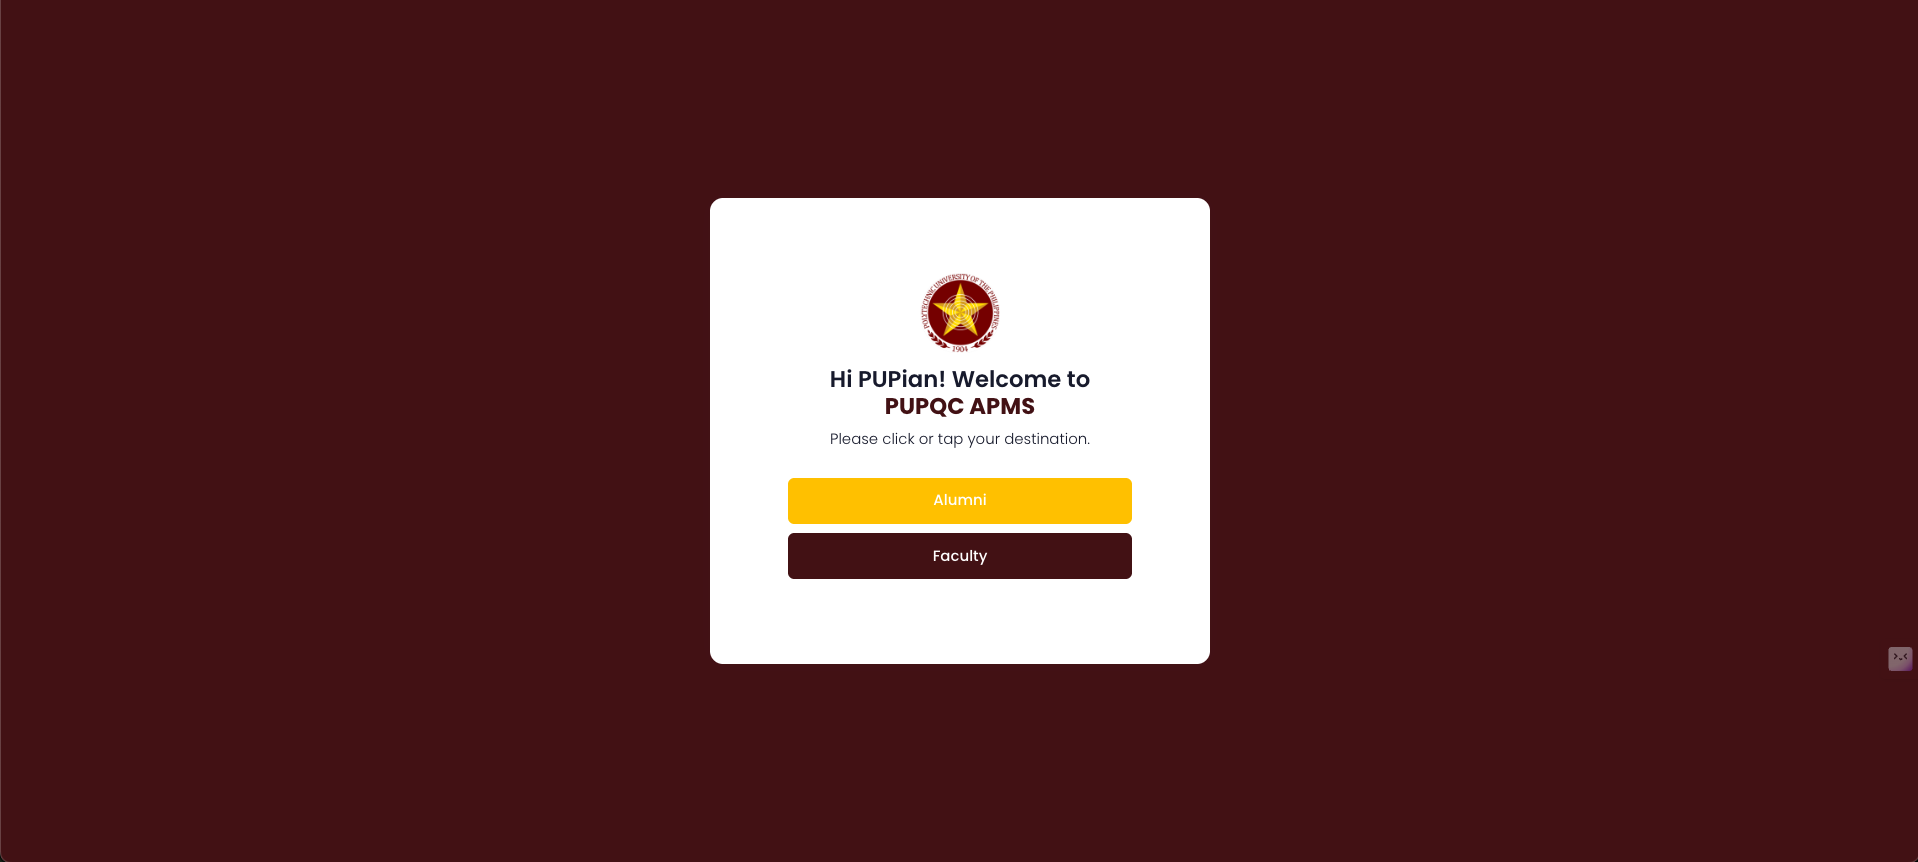 POLYTECHNIC UNIVERSITY OF THE PHILIPPINES
1904
Hi PUPian! Welcome to
PUPQC APMS
Please click or tap your destination.
Alumni
Faculty